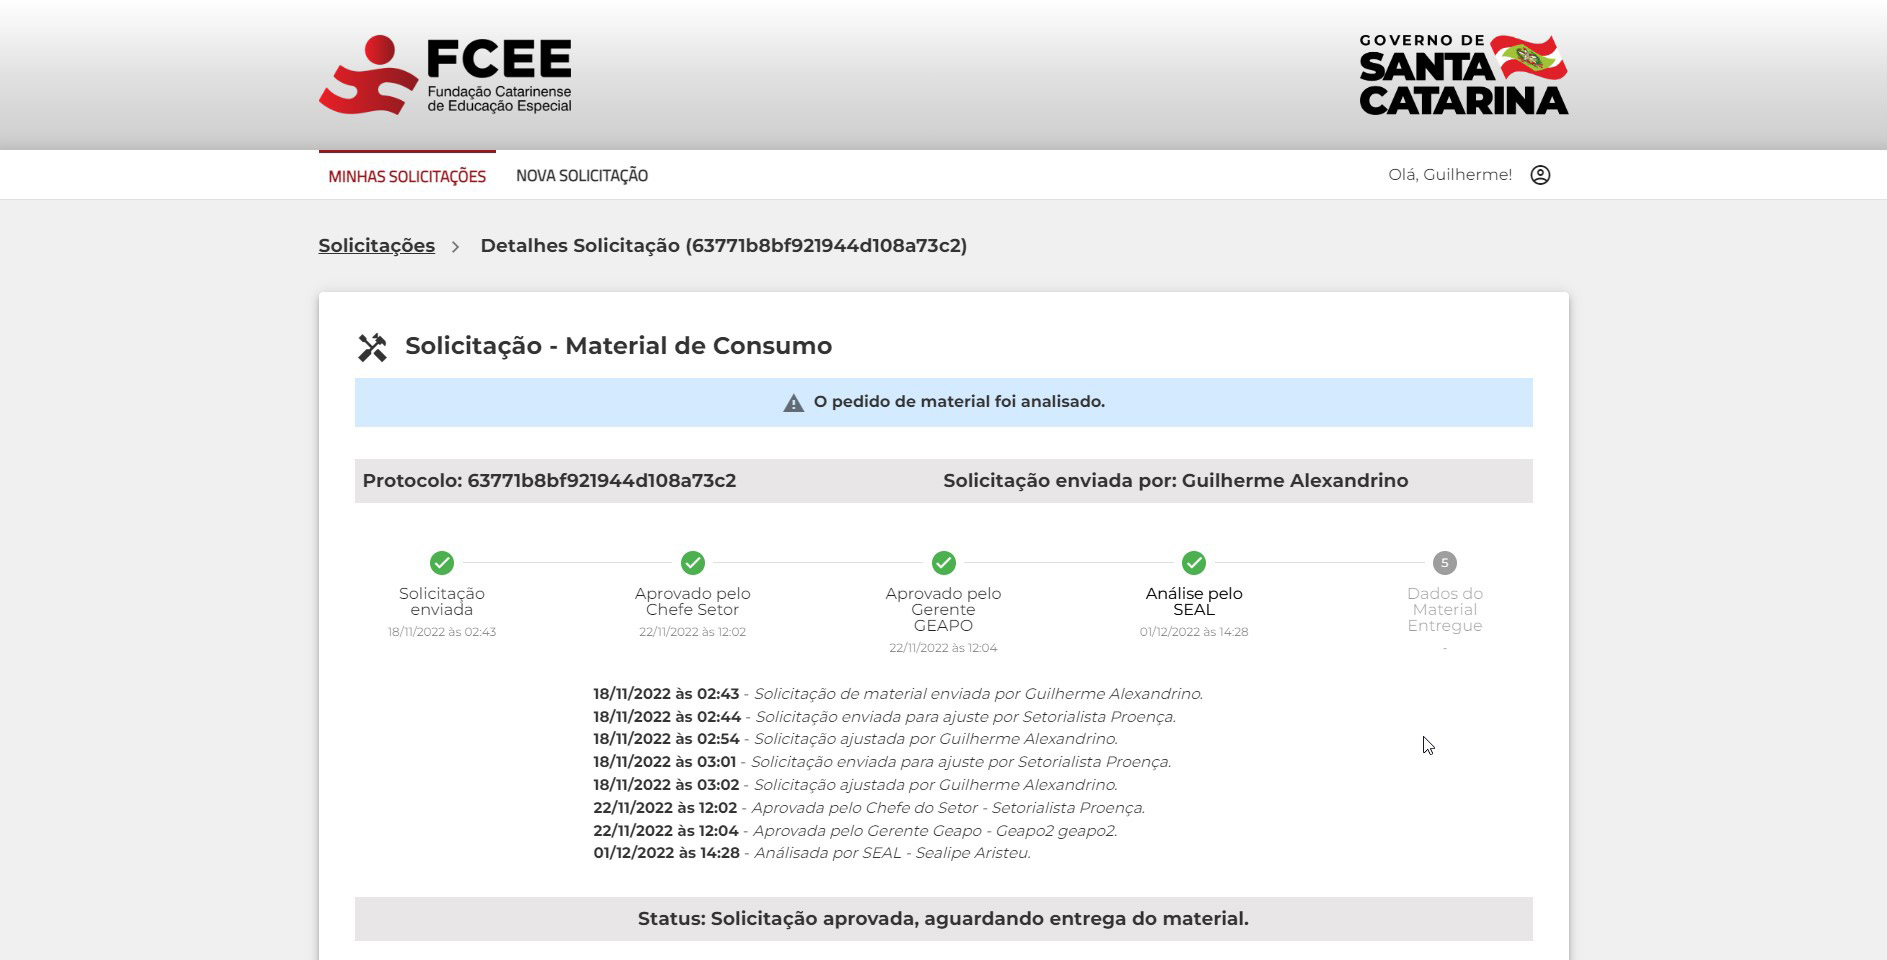 FCEE
Fundação Catarinense
de Educação Especial
GOVERNO DE
SANTA
CATARINA
MINHAS SOLICITAÇÕES
NOVA SOLICITAÇÃO
Olá, Guilherme!
Solicitações
Detalhes Solicitação (63771b8bf921944d108a73c2)
Solicitação - Material de Consumo
O pedido de material foi analisado.
Protocolo: 63771b8bf921944d108a73c2
Solicitação enviada por: Guilherme Alexandrino
Solicitação
enviada
18/11/2022 às 02:43
Aprovado pelo
Chefe Setor
22/11/2022 às 12:02
Aprovado pelo
Gerente
GEAPO
22/11/2022 às 12:04
Análise pelo
SEAL
01/12/2022 às 14:28
5
Dados do
Material
Entregue
-
18/11/2022 às 02:43 - Solicitação de material enviada por Guilherme Alexandrino.
18/11/2022 às 02:44 - Solicitação enviada para ajuste por Setorialista Proença.
18/11/2022 às 02:54 - Solicitação ajustada por Guilherme Alexandrino.
18/11/2022 às 03:01 - Solicitação enviada para ajuste por Setorialista Proença.
18/11/2022 às 03:02 - Solicitação ajustada por Guilherme Alexandrino.
22/11/2022 às 12:02 - Aprovada pelo Chefe do Setor - Setorialista Proença.
22/11/2022 às 12:04 - Aprovada pelo Gerente Geapo - Geapo2 geapo2.
01/12/2022 às 14:28 - Análisada por SEAL - Sealipe Aristeu.
Status: Solicitação aprovada, aguardando entrega do material.